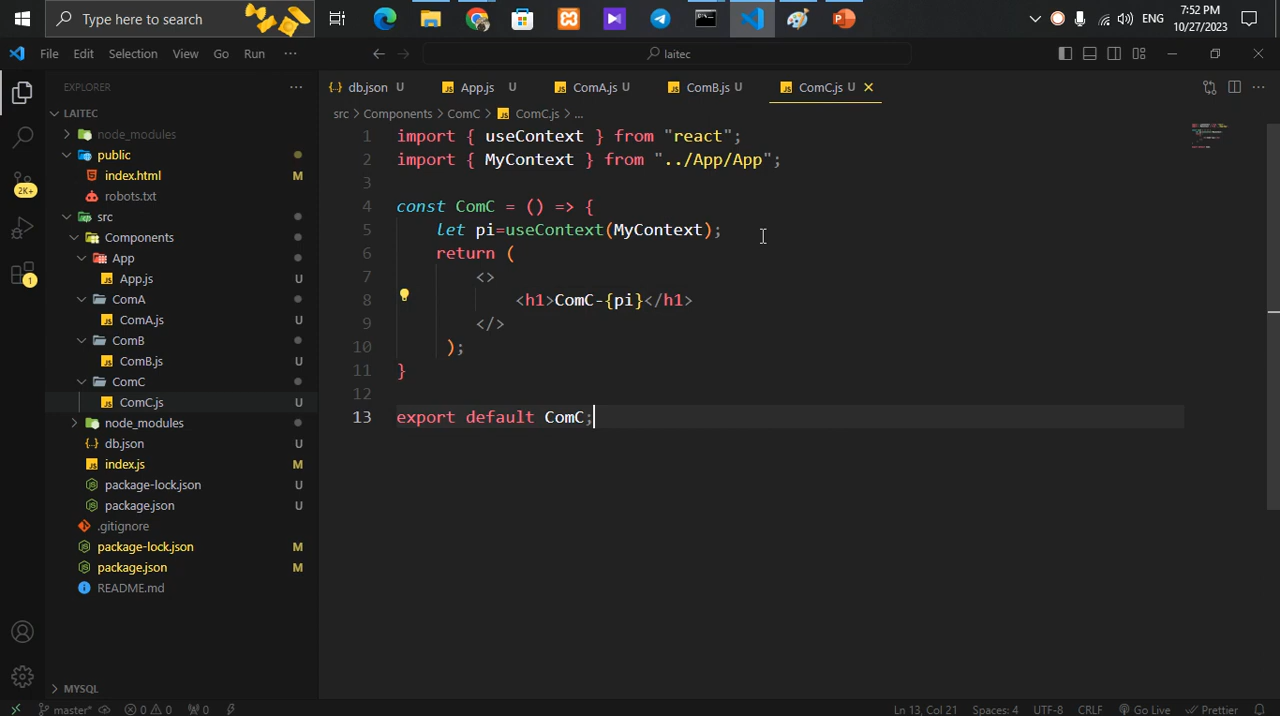 Type here to search
ENG
7:52 PM
10/27/2023
File Edit Selection View Go Run ···
laitec
EXPLORER ···
LAITEC
node_modules
public
index.html M
robots.txt
2K+
src
Components
App
App.js U
ComA
ComA.js U
1
ComB
ComB.js U
ComC
ComC.js U
node_modules
db.json U
index.js M
package-lock.json U
package.json U
.gitignore
package-lock.json M
package.json M
README.md
MYSQL
db.json U
App.js U
ComA.js U
ComB.js U
ComC.js U
src > Components > ComC > ComC.js > ...
1 import { useContext } from "react";
2 import { MyContext } from "../App/App";
3
4 const ComC = () => {
5 let pi=useContext(MyContext);
6 return (
7 <>
8 <h1>ComC-{pi}</h1>
9 </>
10 );
11 }
12
13 export default ComC;
master* 0 0 0 Ln 13, Col 21 Spaces: 4 UTF-8 CRLF JavaScript Go Live Prettier